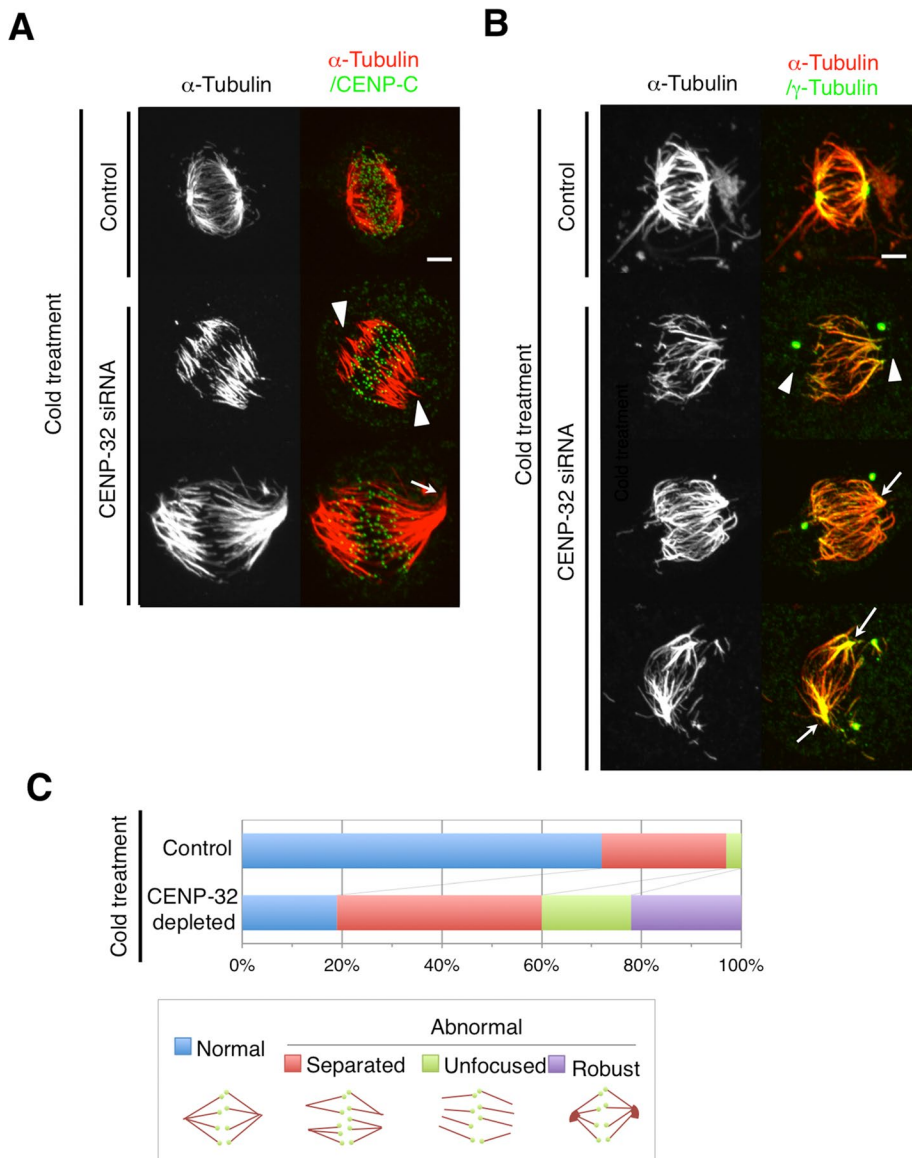 A
α-Tubulin
α-Tubulin
/CENP-C
Cold treatment
Control
CENP-32 siRNA
B
α-Tubulin
α-Tubulin
/γ-Tubulin
Cold treatment
Control
CENP-32 siRNA
Cold treatment
C
Cold treatment
Control
CENP-32
depleted
0%
20%
40%
60%
80%
100%
Abnormal
Normal
Separated
Unfocused
Robust